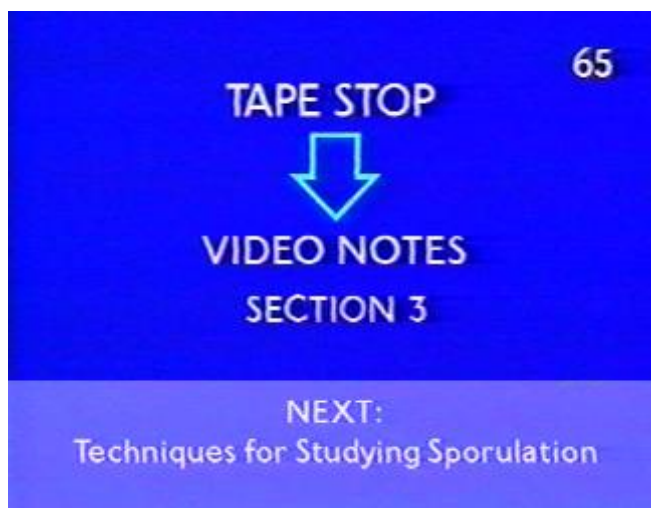 65
TAPE STOP
VIDEO NOTES
SECTION 3
NEXT:
Techniques for Studying Sporulation